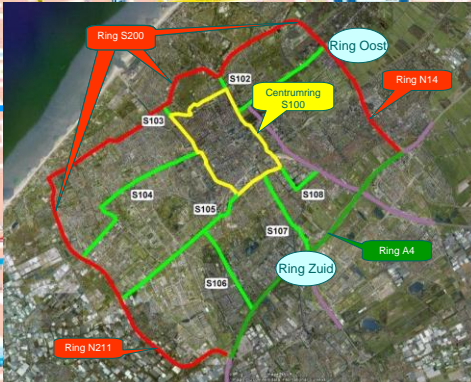 Ring S200
Ring Oost
S102
Centrumring
S100
Ring N14
S103
S104
S105
S108
S107
Ring A4
Ring Zuid
S106
Ring N211